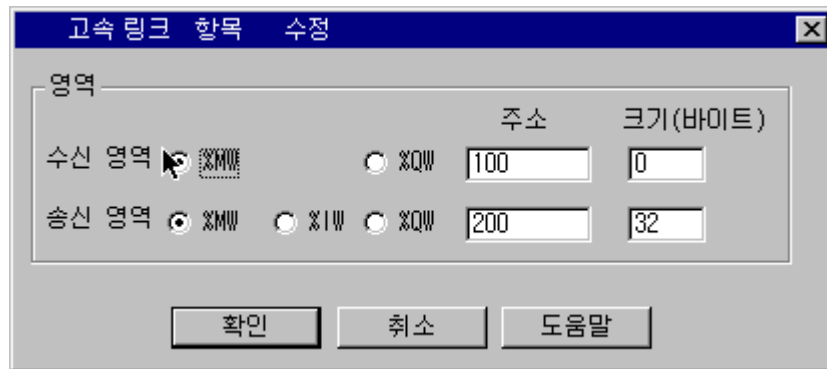 고속 링크 항목 수정
영역
주소 크기(바이트)
수신 영역 %MW %QW 100 0
송신 영역 %MW %IW %QW 200 32
확인 취소 도움말